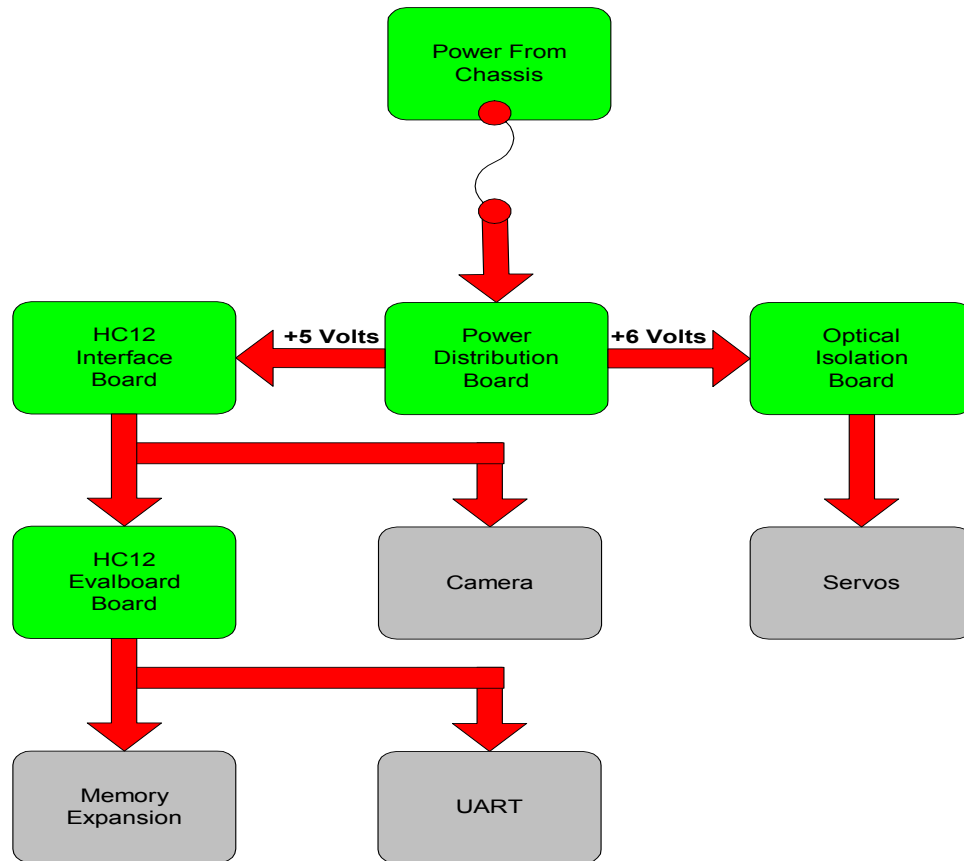 Power From
Chassis
HC12
Interface
Board
+5 Volts
Power
Distribution
Board
+6 Volts
Optical
Isolation
Board
HC12
Evalboard
Board
Camera
Servos
Memory
Expansion
UART